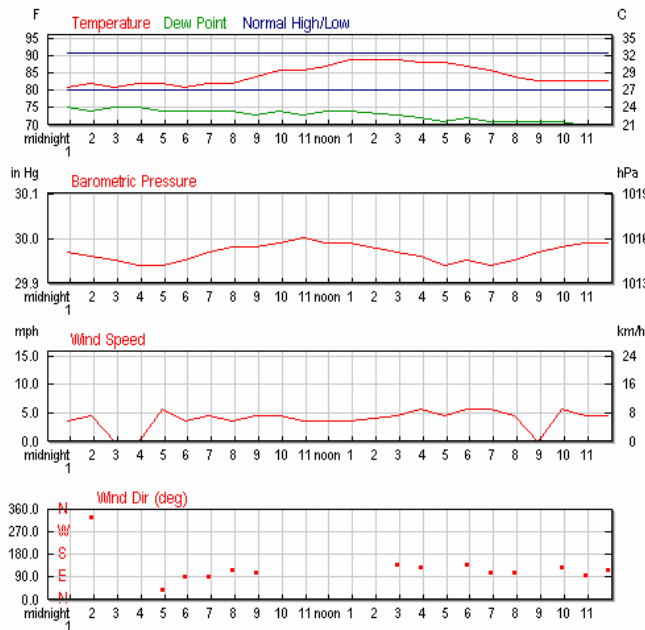 F C
Temperature Dew Point Normal High/Low
95 35
90 32
85 29
80 27
75 24
70 21
midnight 1 2 3 4 5 6 7 8 9 10 11 noon 1 2 3 4 5 6 7 8 9 10 11
in Hg hPa
Barometric Pressure
30.1 1019
30.0 1016
29.9 1013
midnight 1 2 3 4 5 6 7 8 9 10 11 noon 1 2 3 4 5 6 7 8 9 10 11
mph km/h
Wind Speed
15.0 24
10.0 16
5.0 8
0.0 0
midnight 1 2 3 4 5 6 7 8 9 10 11 noon 1 2 3 4 5 6 7 8 9 10 11
Wind Dir (deg)
360.0 N
270.0 W
180.0 S
90.0 E
0.0 N
midnight 1 2 3 4 5 6 7 8 9 10 11 noon 1 2 3 4 5 6 7 8 9 10 11